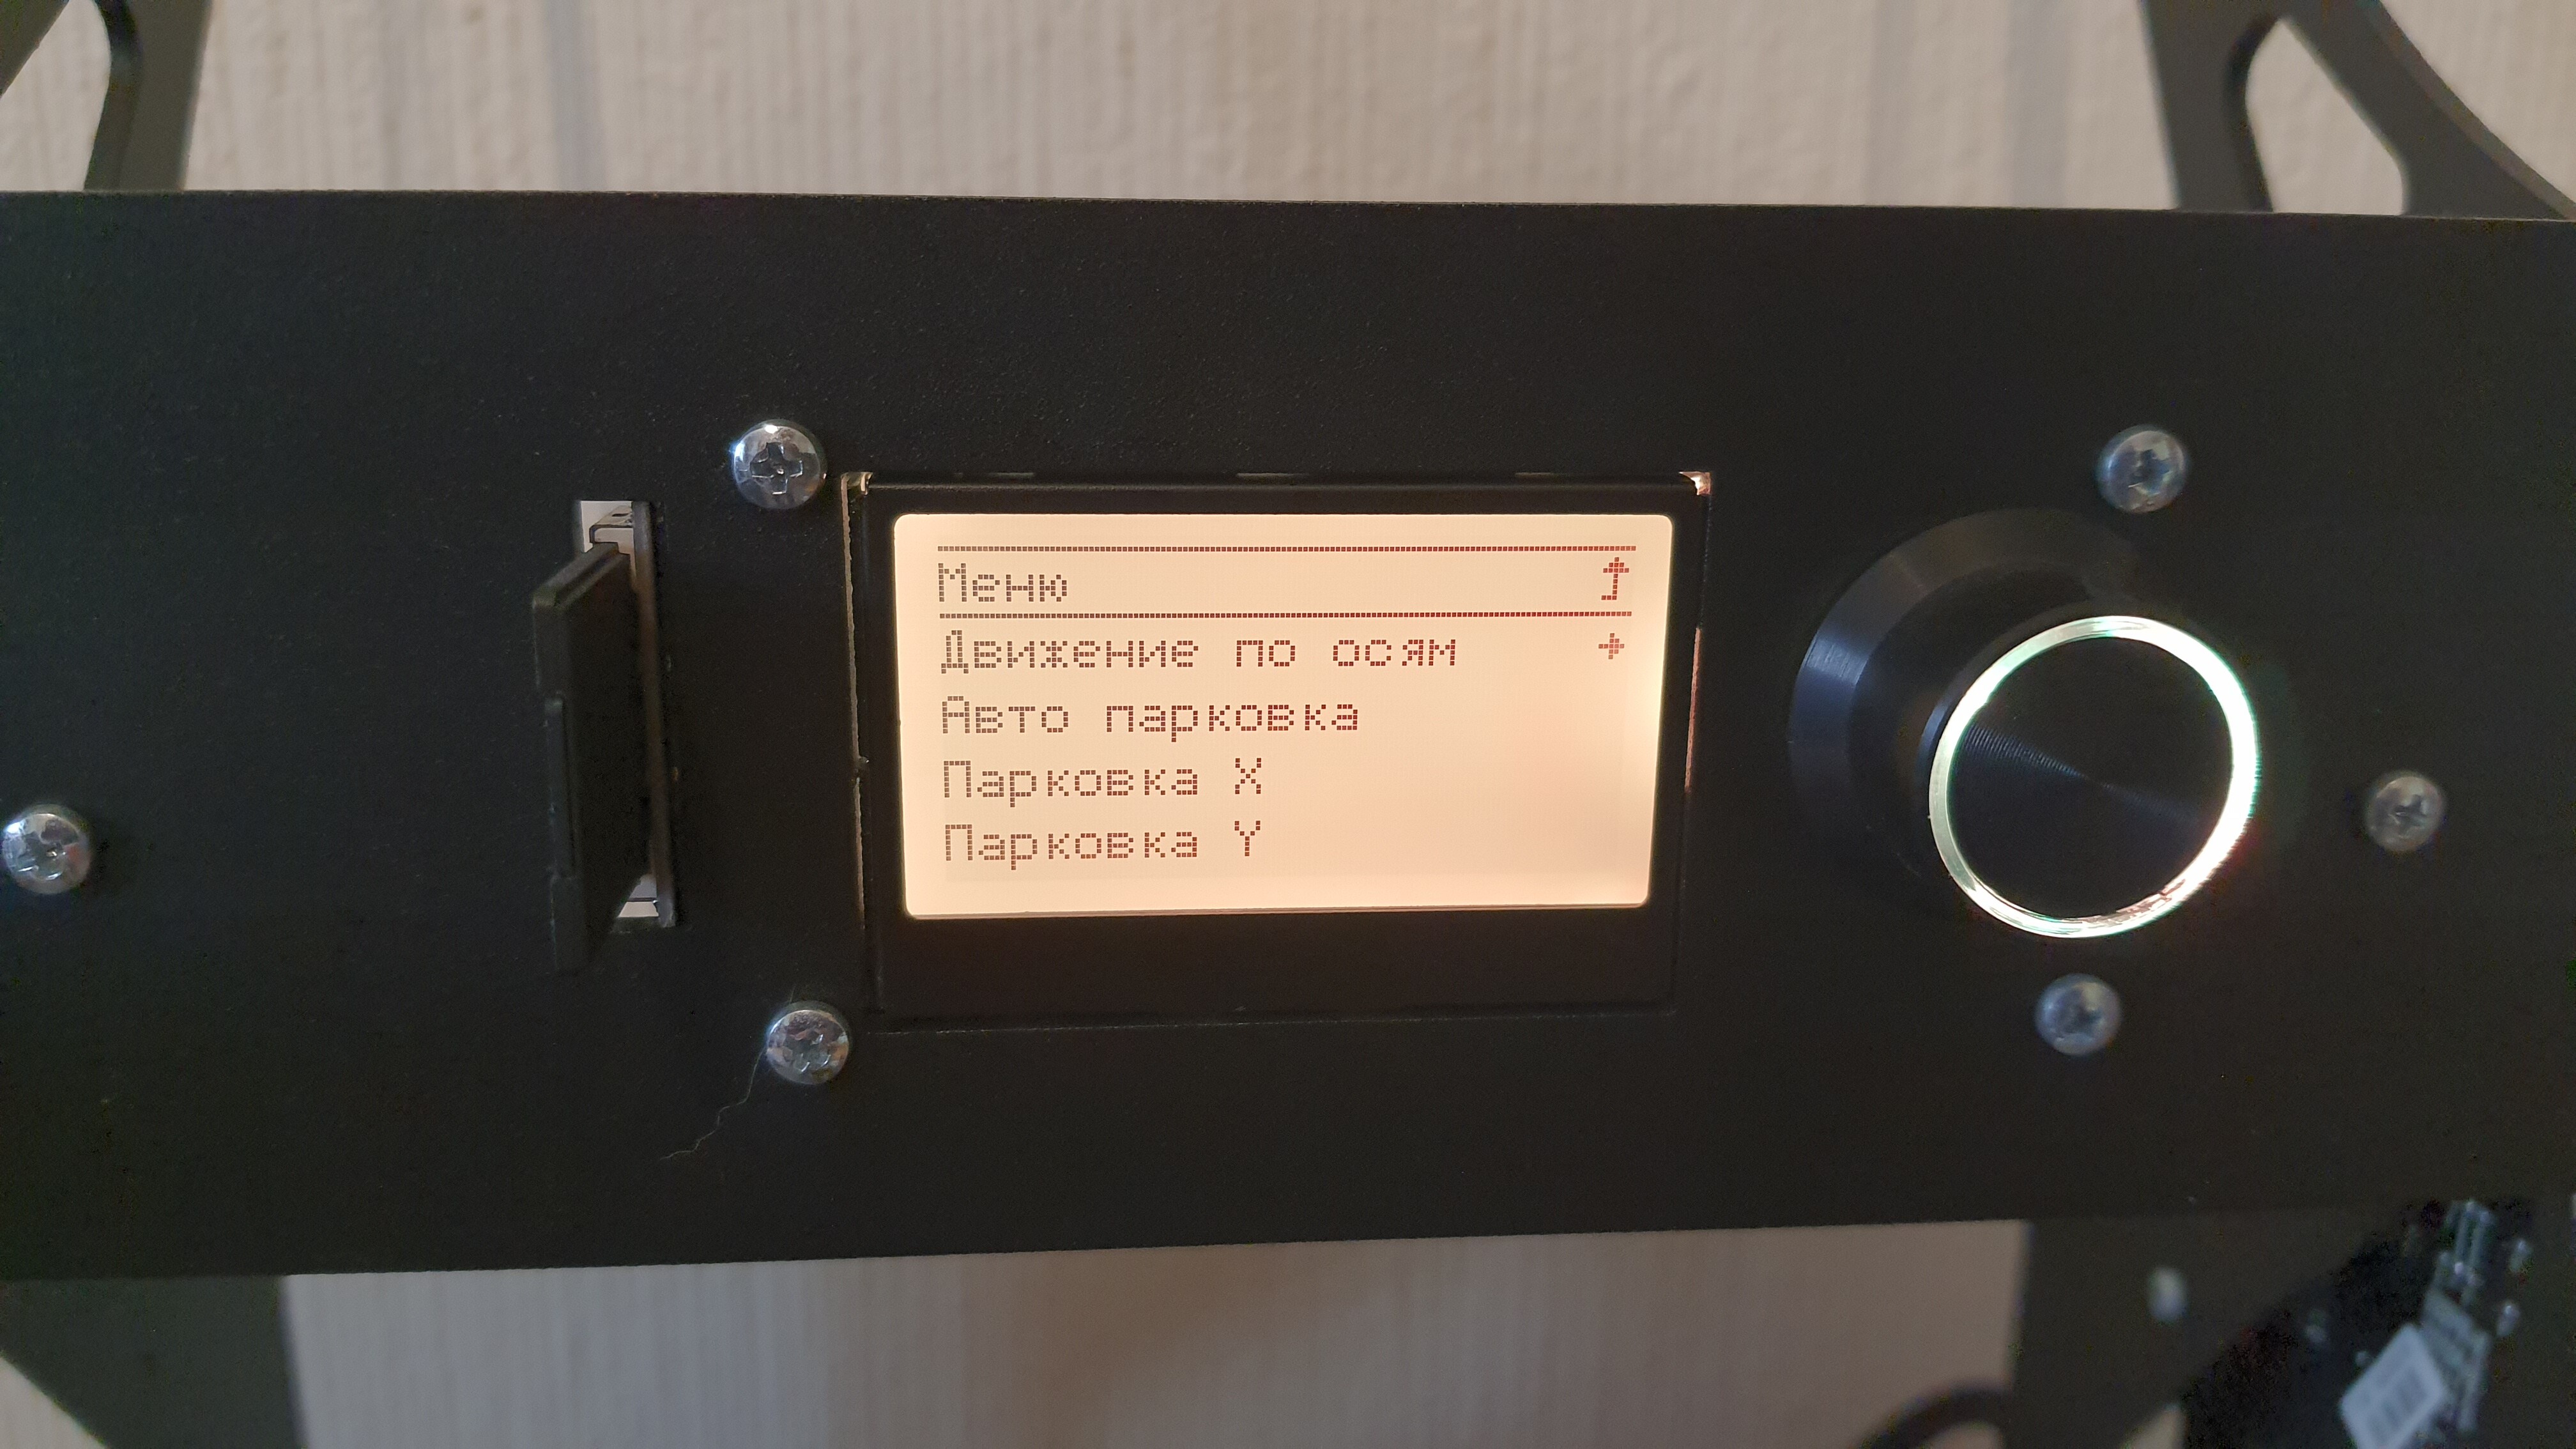 Меню
Движение по осям
Авто парковка
Парковка X
Парковка Y